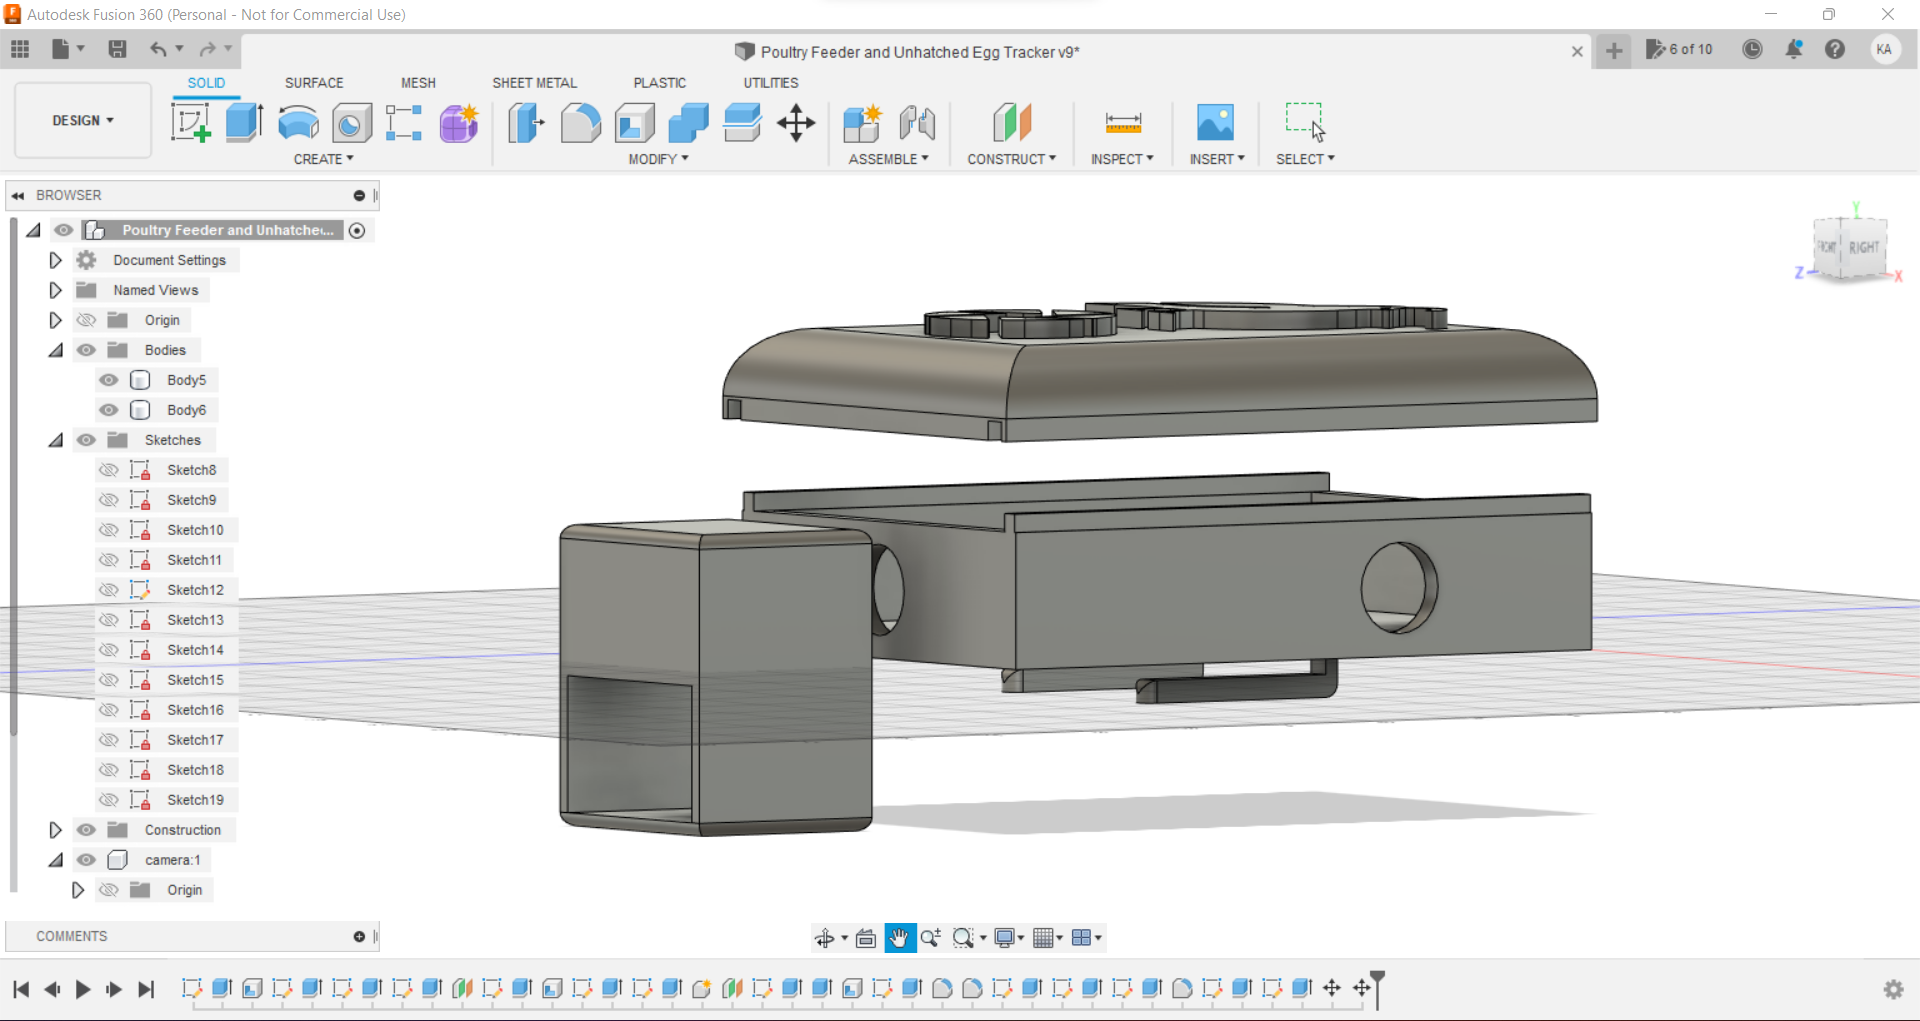 Autodesk Fusion 360 (Personal - Not for Commercial Use)
Poultry Feeder and Unhatched Egg Tracker v9*
6 of 10
KA
SOLID
SURFACE
MESH
SHEET METAL
PLASTIC
UTILITIES
DESIGN
CREATE
MODIFY
ASSEMBLE
CONSTRUCT
INSPECT
INSERT
SELECT
BROWSER
Poultry Feeder and Unhatche...
Document Settings
Named Views
Origin
Bodies
Body5
Body6
Sketches
Sketch8
Sketch9
Sketch10
Sketch11
Sketch12
Sketch13
Sketch14
Sketch15
Sketch16
Sketch17
Sketch18
Sketch19
Construction
camera:1
Origin
COMMENTS
Y
FRONT
RIGHT
Z
X